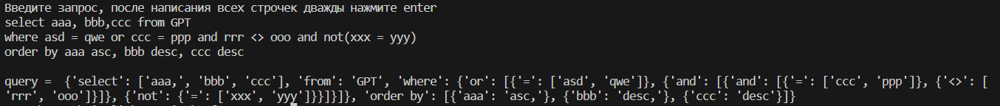 Введите запрос, после написания всех строчек дважды нажмите enter
select aaa, bbb,ccc from GPT
where asd = qwe or ccc = ppp and rrr <> ooo and not(xxx = yyy)
order by aaa asc, bbb desc, ccc desc
query =  {'select': ['aaa,', 'bbb', 'ccc'], 'from': 'GPT', 'where': {'or': [{'=': ['asd', 'qwe']}, {'and': [{'and': [{'=': ['ccc', 'ppp']}, {'<>': [
'rrr', 'ooo']}]}, {'not': {'=': ['xxx', 'yyy']}}]}]}, 'order by': [{'aaa': 'asc,'}, {'bbb': 'desc,'}, {'ccc': 'desc'}]}